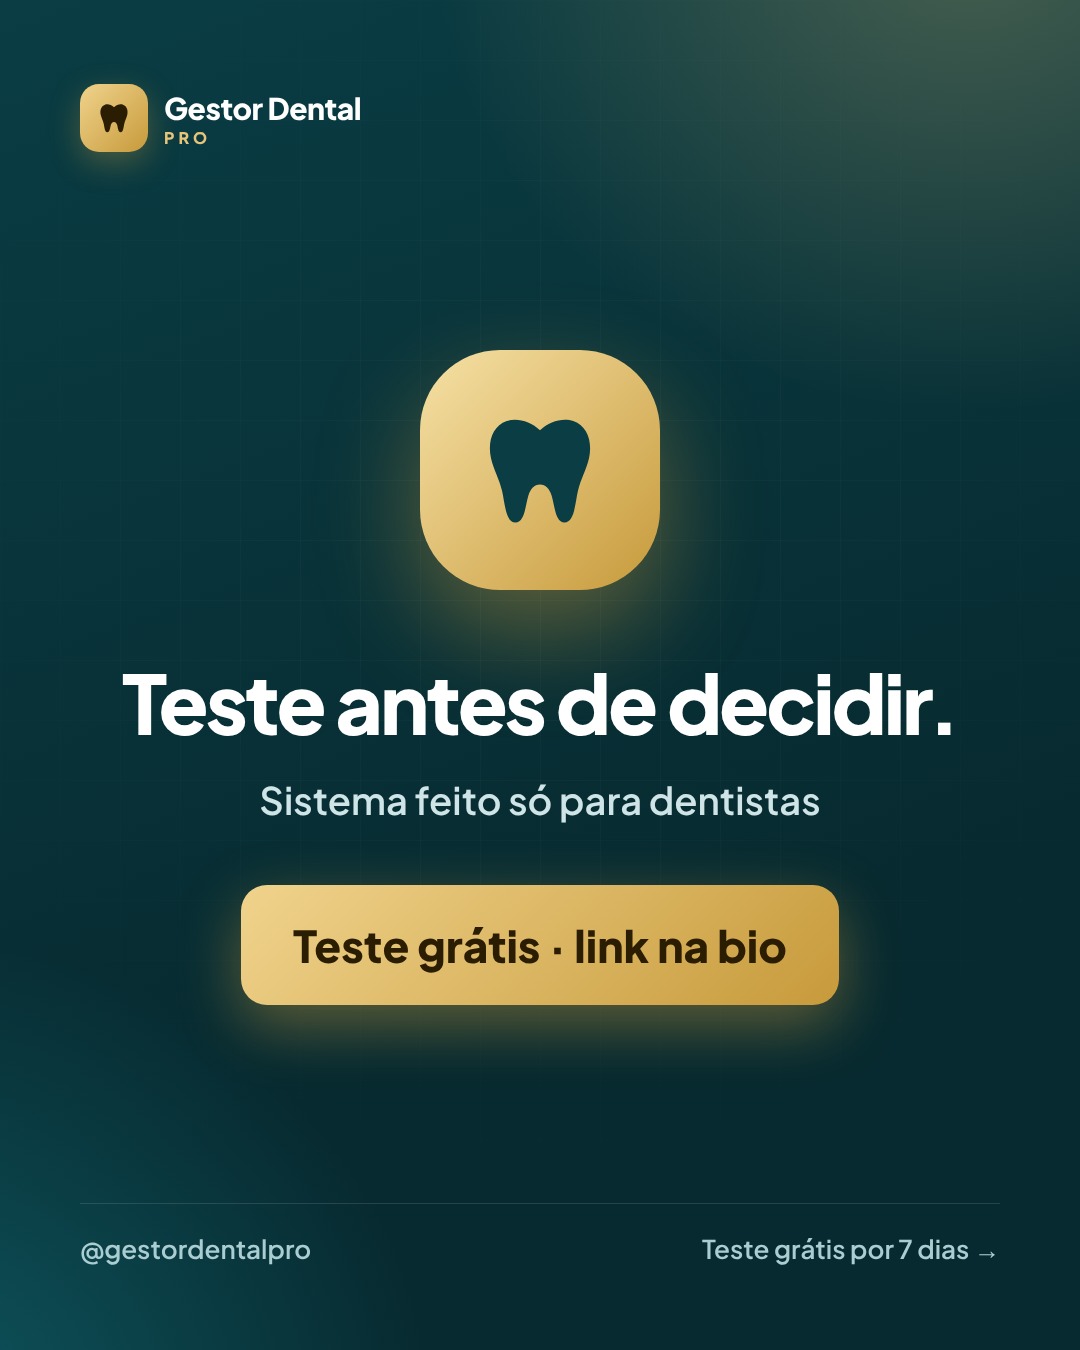 Gestor Dental
PRO
Teste antes de decidir.
Sistema feito só para dentistas
Teste grátis · link na bio
@gestordentalpro
Teste grátis por 7 dias →